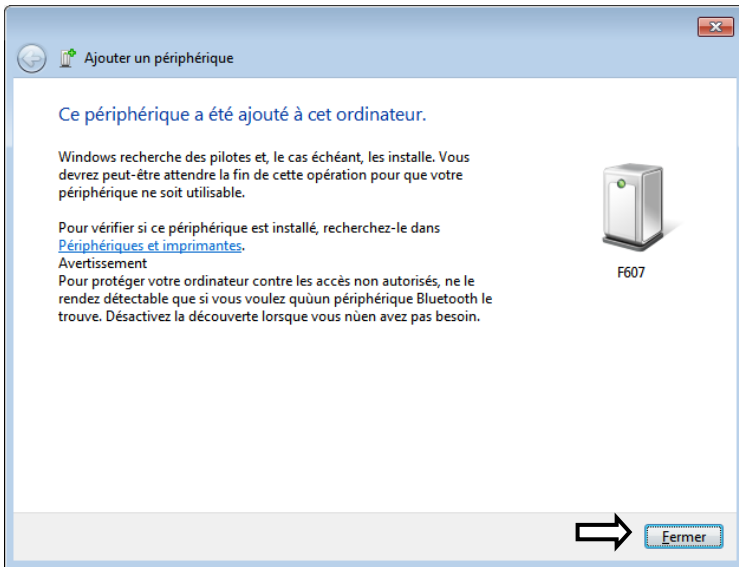 Ajouter un périphérique
Ce périphérique a été ajouté à cet ordinateur.
Windows recherche des pilotes et, le cas échéant, les installe. Vous
devrez peut-être attendre la fin de cette opération pour que votre
périphérique ne soit utilisable.
Pour vérifier si ce périphérique est installé, recherchez-le dans
Périphériques et imprimantes.
Avertissement
Pour protéger votre ordinateur contre les accès non autorisés, ne le
rendez détectable que si vous voulez quùun périphérique Bluetooth le
trouve. Désactivez la découverte lorsque vous nùen avez pas besoin.
F607
Fermer